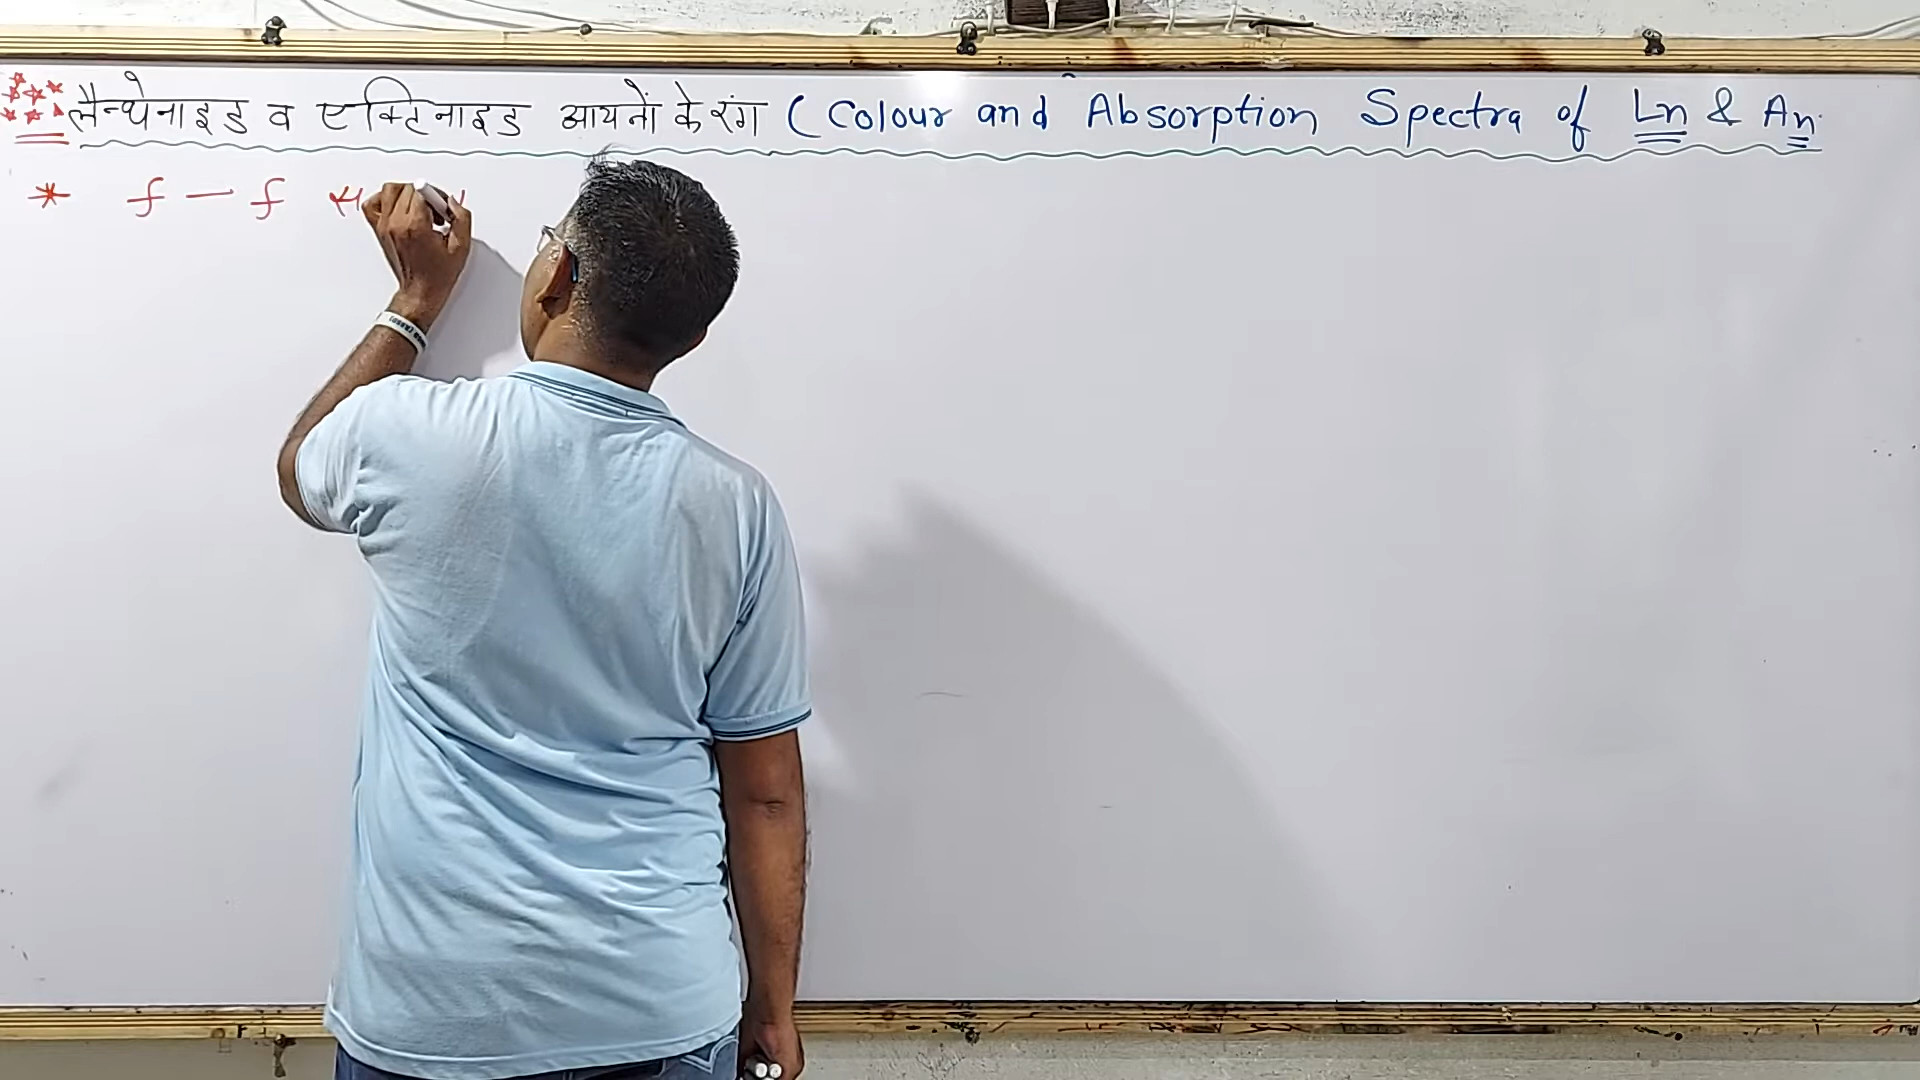 लैन्थेनाइड व एक्टिनाइड आयनों के रंग ( Colour and Absorption Spectra of Ln & An.
* f - f